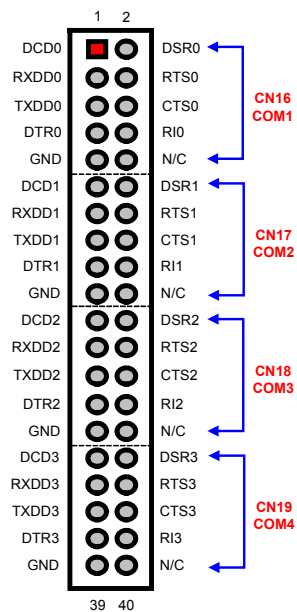 1 2
DCD0 DSR0
RXDD0 RTS0
TXDD0 CTS0
DTR0 RI0
GND N/C
CN16
COM1
DCD1 DSR1
RXDD1 RTS1
TXDD1 CTS1
DTR1 RI1
GND N/C
CN17
COM2
DCD2 DSR2
RXDD2 RTS2
TXDD2 CTS2
DTR2 RI2
GND N/C
CN18
COM3
DCD3 DSR3
RXDD3 RTS3
TXDD3 CTS3
DTR3 RI3
GND N/C
CN19
COM4
39 40